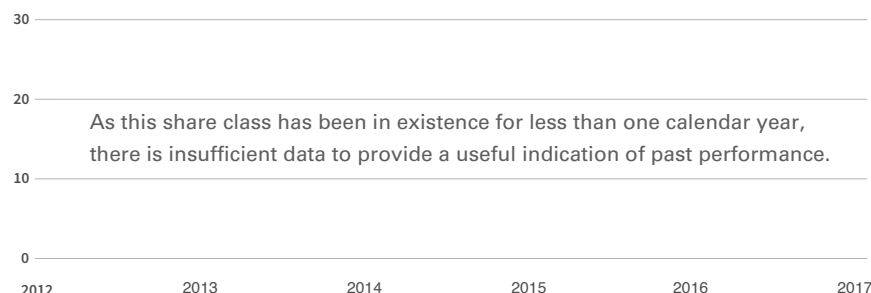 30
20
As this share class has been in existence for less than one calendar year,
there is insufficient data to provide a useful indication of past performance.
10
0
2012 2013 2014 2015 2016 2017